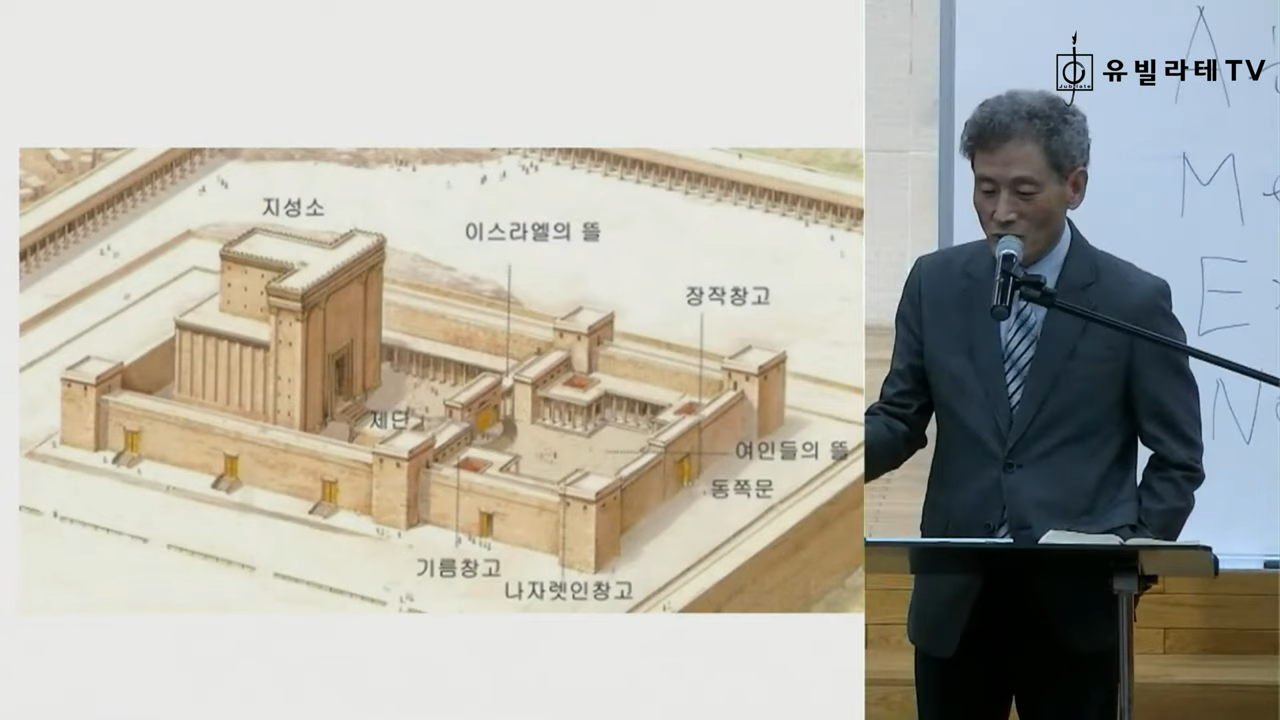 유빌라테TV
Jubilate
지성소
이스라엘의 뜰
장작창고
제단
여인들의 뜰
동쪽문
기름창고
나자렛인창고
A
M
E
N